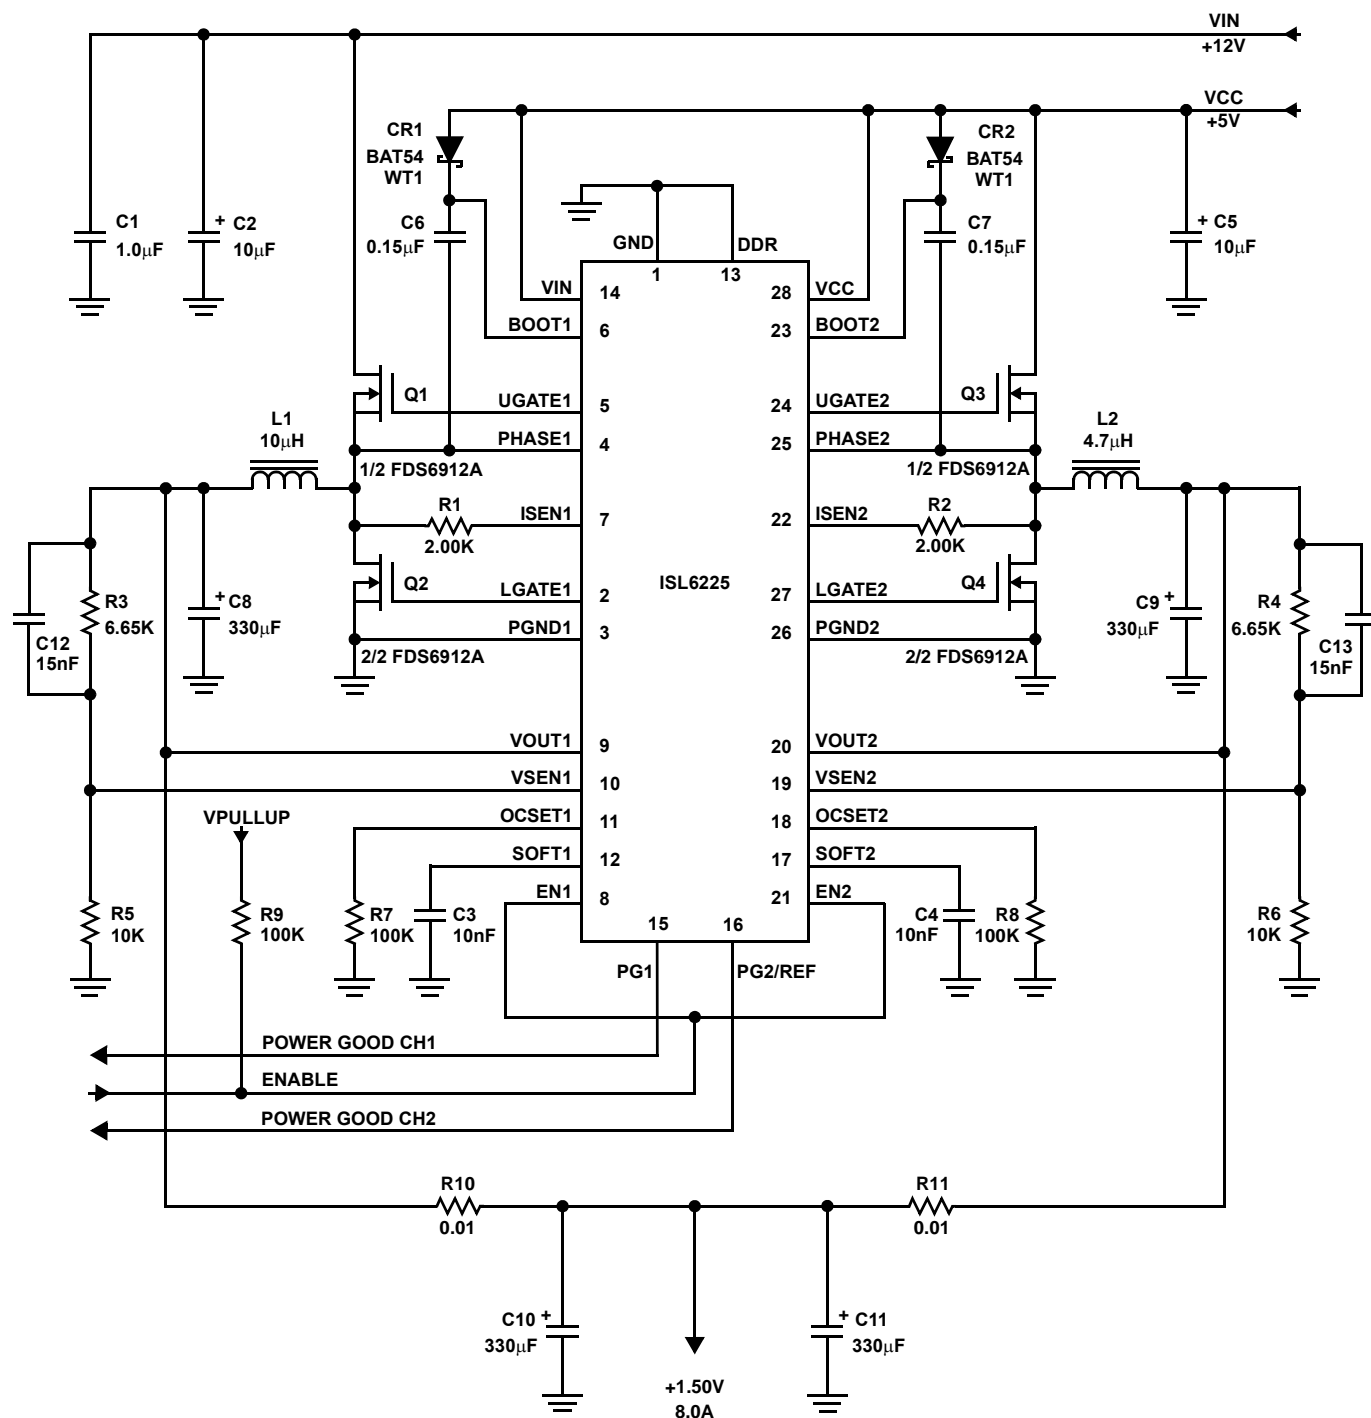 VIN
+12V
VCC
+5V
CR1
BAT54
WT1
CR2
BAT54
WT1
C1
1.0μF
+ C2
10μF
C6
0.15μF
GND
DDR
C7
0.15μF
+ C5
10μF
1
13
VIN
14
28
VCC
BOOT1
6
23
BOOT2
Q1
UGATE1
5
24
UGATE2
Q3
L1
10μH
PHASE1
4
25
PHASE2
L2
4.7μH
1/2 FDS6912A
1/2 FDS6912A
R1
2.00K
ISEN1
7
22
ISEN2
R2
2.00K
ISL6225
Q2
LGATE1
2
27
LGATE2
Q4
R3
6.65K
+ C8
330μF
C9 +
330μF
R4
6.65K
C12
15nF
PGND1
3
26
PGND2
C13
15nF
2/2 FDS6912A
2/2 FDS6912A
VOUT1
9
20
VOUT2
VSEN1
10
19
VSEN2
VPULLUP
OCSET1
11
18
OCSET2
SOFT1
12
17
SOFT2
EN1
8
21
EN2
R5
10K
R9
100K
R7
100K
C3
10nF
15
16
C4
10nF
R8
100K
R6
10K
PG1
PG2/REF
POWER GOOD CH1
ENABLE
POWER GOOD CH2
R10
0.01
R11
0.01
C10 +
330μF
+ C11
330μF
+1.50V
8.0A